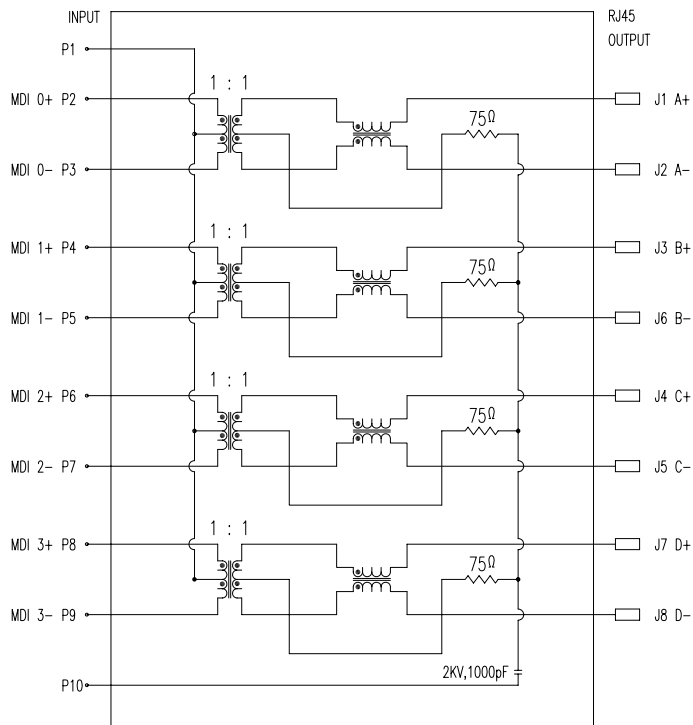 INPUT
RJ45
OUTPUT
P1
1 : 1
MDI 0+ P2
J1 A+
75Ω
MDI 0- P3
J2 A-
1 : 1
MDI 1+ P4
J3 B+
75Ω
MDI 1- P5
J6 B-
1 : 1
MDI 2+ P6
J4 C+
75Ω
MDI 2- P7
J5 C-
1 : 1
MDI 3+ P8
J7 D+
75Ω
MDI 3- P9
J8 D-
2KV,1000pF
P10